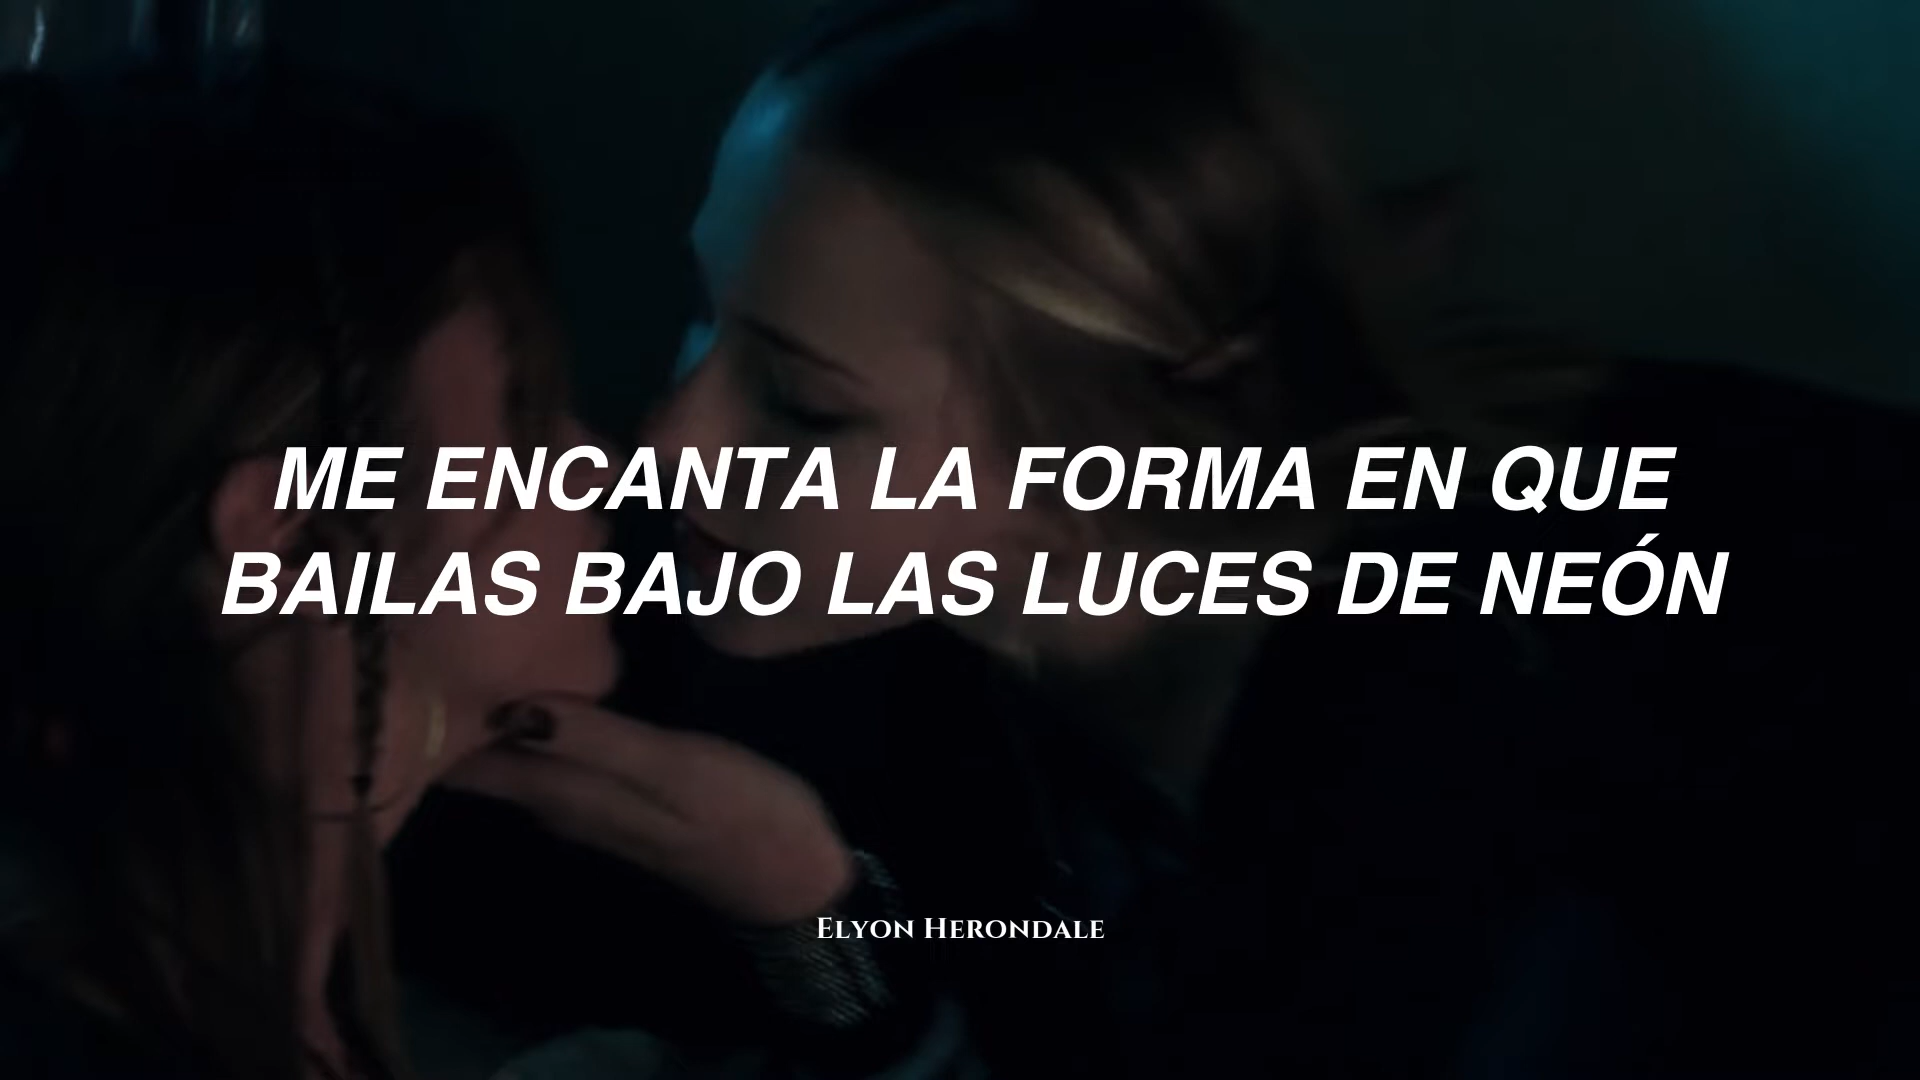 ME ENCANTA LA FORMA EN QUE
BAILAS BAJO LAS LUCES DE NEÓN
Elyon Herondale